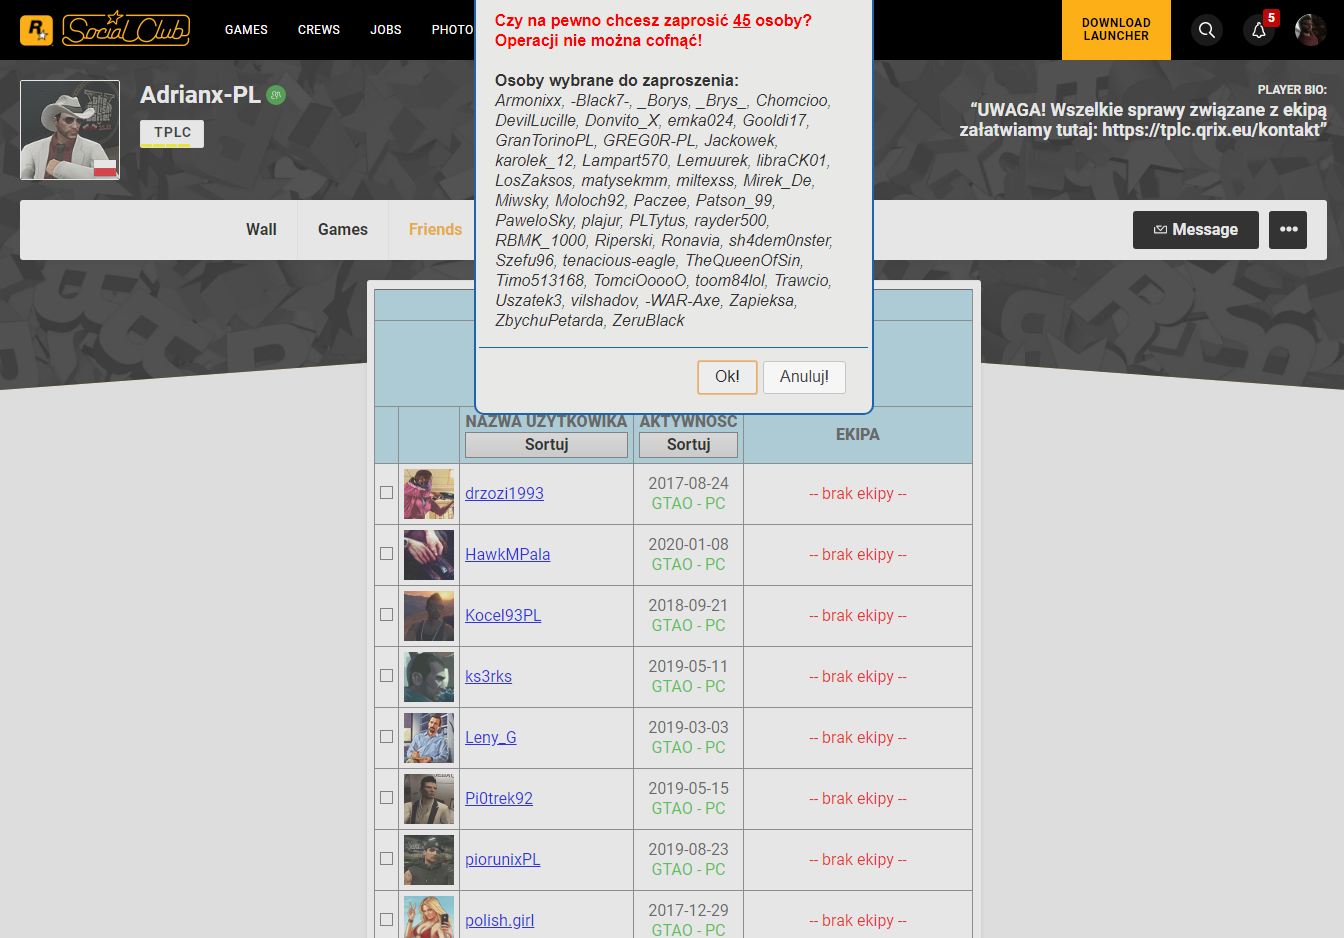 R★ Social Club
GAMES
CREWS
JOBS
PHOTO
DOWNLOAD
LAUNCHER
5
Czy na pewno chcesz zaprosić 45 osoby?
Operacji nie można cofnąć!
Osoby wybrane do zaproszenia:
Armonixx, -Black7-, _Borys, _Brys_, Chomcioo,
DevilLucille, Donvito_X, emka024, Gooldi17,
GranTorinoPL, GREG0R-PL, Jackowek,
karolek_12, Lampart570, Lemuurek, libraCK01,
LosZaksos, matysekmm, miltexss, Mirek_De,
Miwsky, Moloch92, Paczee, Patson_99,
PaweloSky, plajur, PLTytus, rayder500,
RBMK_1000, Riperski, Ronavia, sh4dem0nster,
Szefu96, tenacious-eagle, TheQueenOfSin,
Timo513168, TomciOoooO, toom84lol, Trawcio,
Uszatek3, vilshadov, -WAR-Axe, Zapieksa,
ZbychuPetarda, ZeruBlack
Ok!
Anuluj!
Adrianx-PL
TPLC
PLAYER BIO:
“UWAGA! Wszelkie sprawy związane z ekipą
załatwiamy tutaj: https://tplc.qrix.eu/kontakt”
Wall
Games
Friends
Message
•••
NAZWA UŻYTKOWIKA
Sortuj
AKTYWNOŚĆ
Sortuj
EKIPA
drzozi1993
2017-08-24
GTAO - PC
-- brak ekipy --
HawkMPala
2020-01-08
GTAO - PC
-- brak ekipy --
Kocel93PL
2018-09-21
GTAO - PC
-- brak ekipy --
ks3rks
2019-05-11
GTAO - PC
-- brak ekipy --
Leny_G
2019-03-03
GTAO - PC
-- brak ekipy --
Pi0trek92
2019-05-15
GTAO - PC
-- brak ekipy --
piorunixPL
2019-08-23
GTAO - PC
-- brak ekipy --
polish.girl
2017-12-29
GTAO - PC
-- brak ekipy --